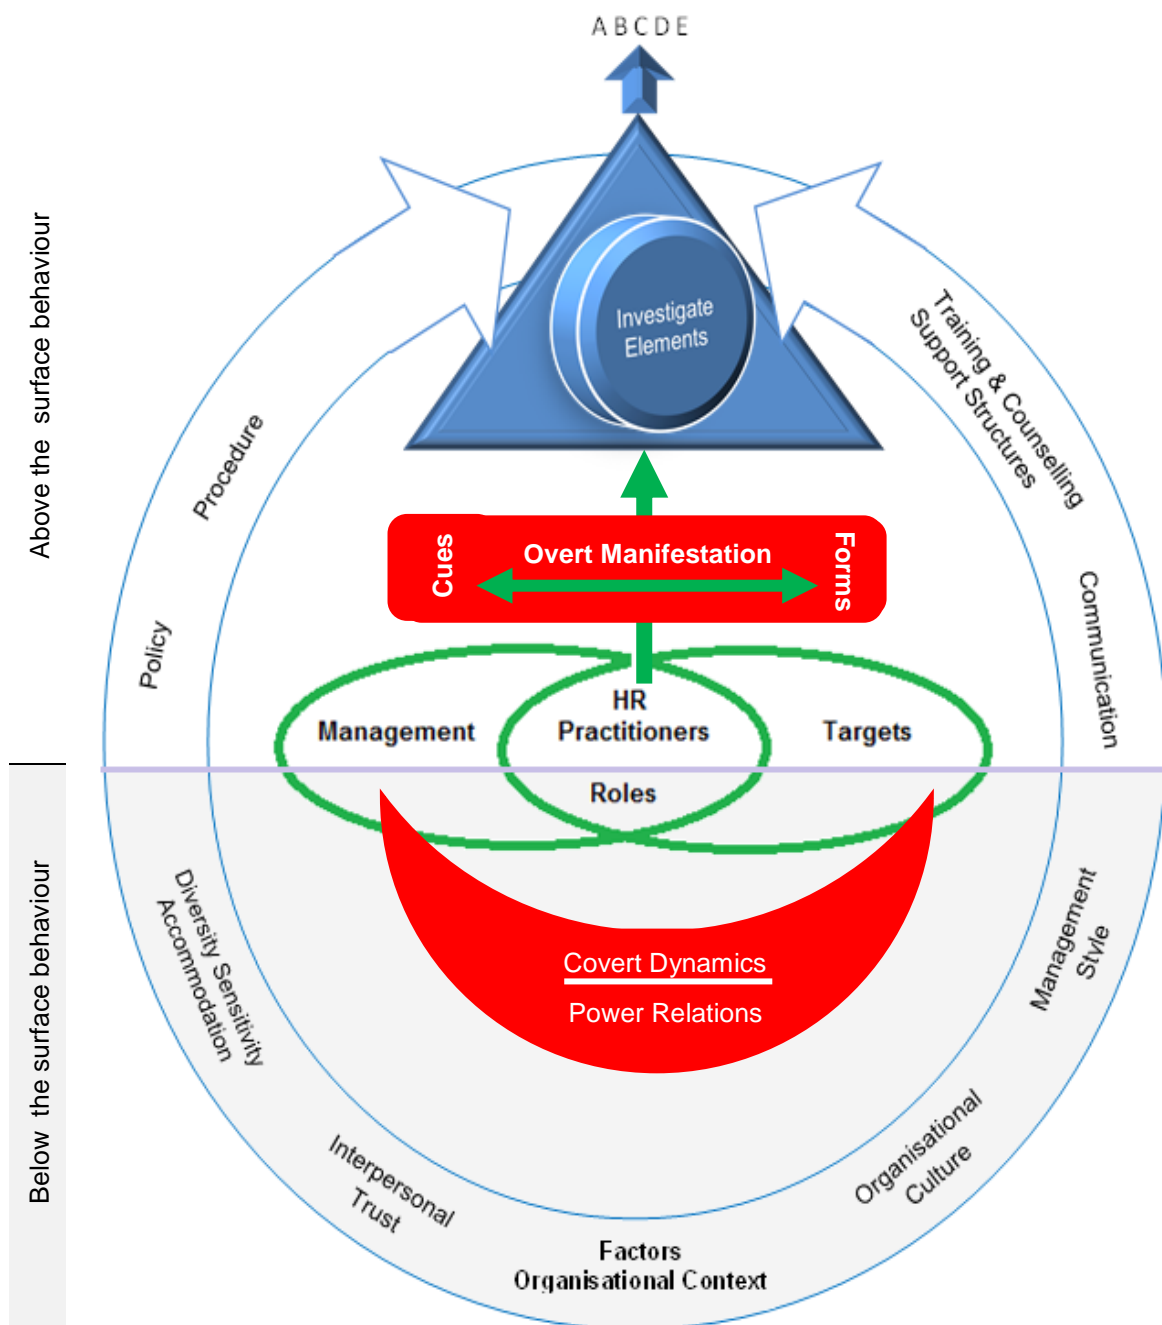 A B C D E
Above the surface behaviour
Investigate
Elements
Training & Counselling
Support Structures
Procedure
Cues
Overt Manifestation
Forms
Policy
Communication
HR
Management
Practitioners
Targets
Roles
Below the surface behaviour
Diversity Sensitivity
Accommodation
Management
Style
Covert Dynamics
Power Relations
Interpersonal
Trust
Organisational
Culture
Factors
Organisational Context